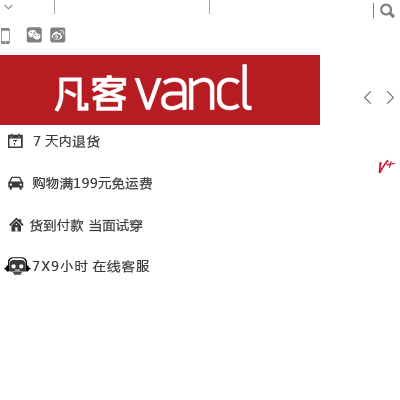 凡客 vancl
7 天内退货
购物满199元免运费
V+
货到付款 当面试穿
7X9小时 在线客服